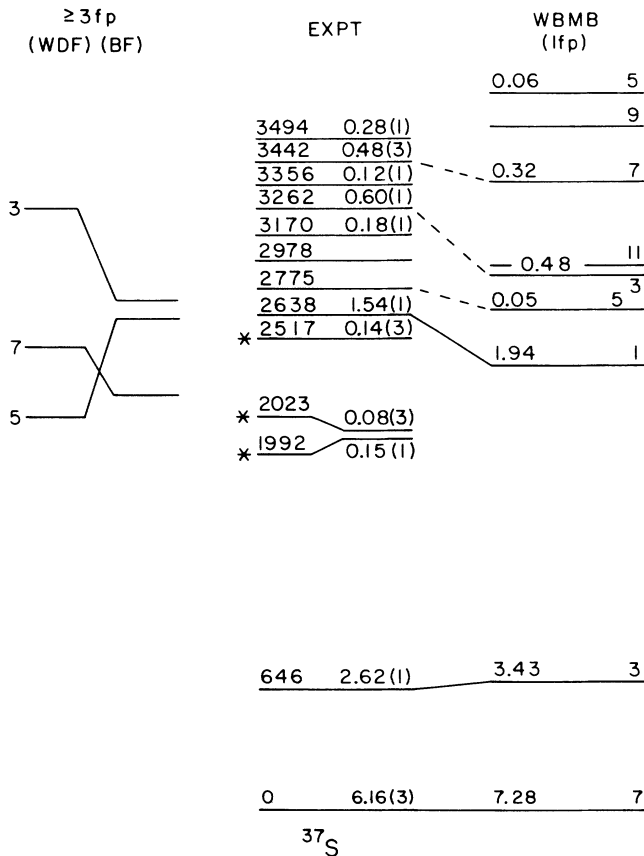 ≥3fp
(WDF) (BF)
EXPT
WBMB
(1fp)
0.06 5
9
3494 0.28(1)
3442 0.48(3)
3356 0.12(1)
0.32 7
3262 0.60(1)
3
3170 0.18(1)
2978
11
0.48
3
2775
0.05 5
2638 1.54(1)
* 2517 0.14(3)
7
1.94 1
5
* 2023 0.08(3)
* 1992 0.15(1)
646 2.62(1) 3.43 3
0 6.16(3) 7.28 7
³⁷S